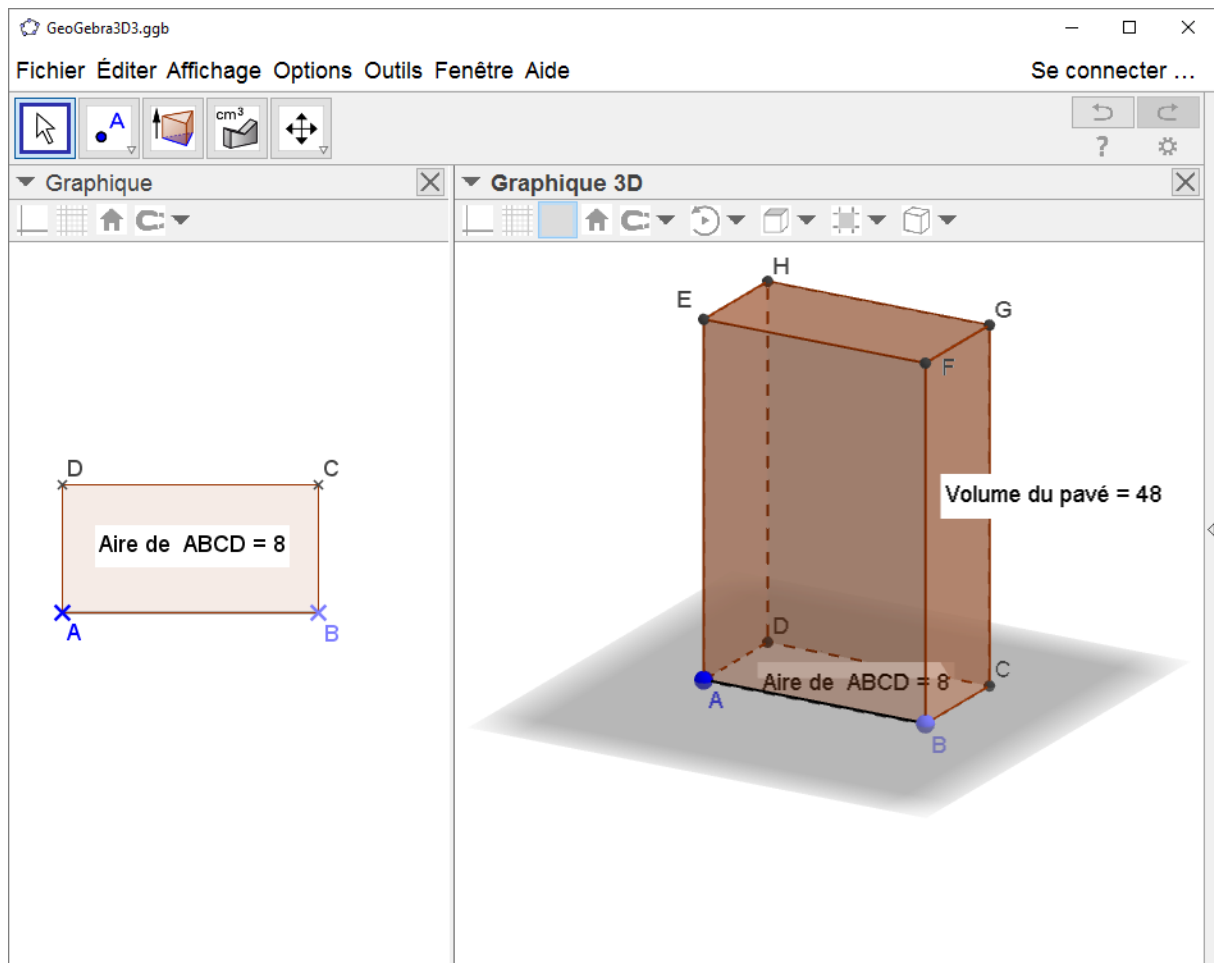 GeoGebra3D3.ggb
Fichier Éditer Affichage Options Outils Fenêtre Aide Se connecter ...
A cm³
?
Graphique
Graphique 3D
D C
Aire de ABCD = 8
A B
H
E
G
F
Volume du pavé = 48
D
C
Aire de ABCD = 8
A
B